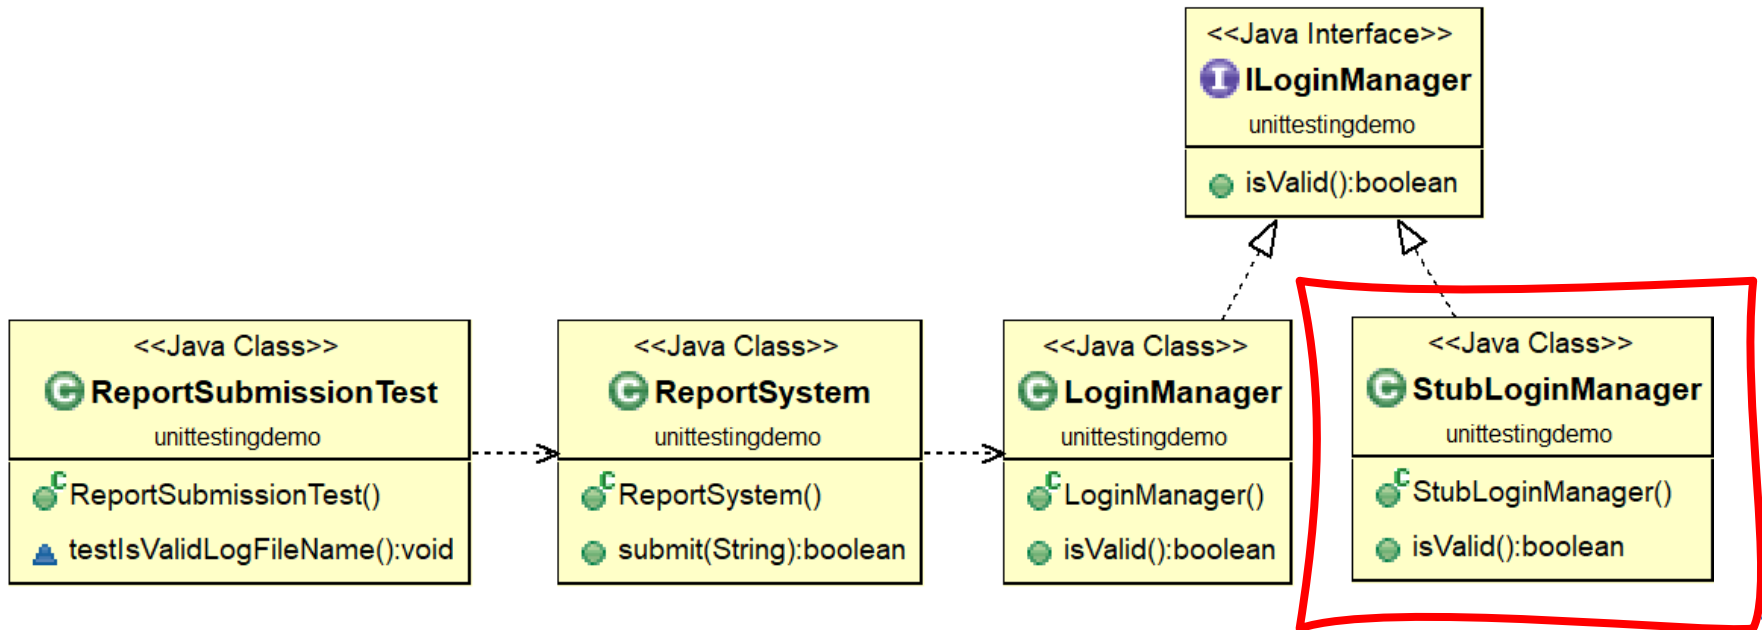 <<Java Interface>>
I ILoginManager
unittestingdemo
isValid():boolean
<<Java Class>>
C ReportSubmissionTest
unittestingdemo
C ReportSubmissionTest()
testIsValidLogFileName():void
<<Java Class>>
C ReportSystem
unittestingdemo
C ReportSystem()
submit(String):boolean
<<Java Class>>
C LoginManager
unittestingdemo
C LoginManager()
isValid():boolean
<<Java Class>>
C StubLoginManager
unittestingdemo
C StubLoginManager()
isValid():boolean